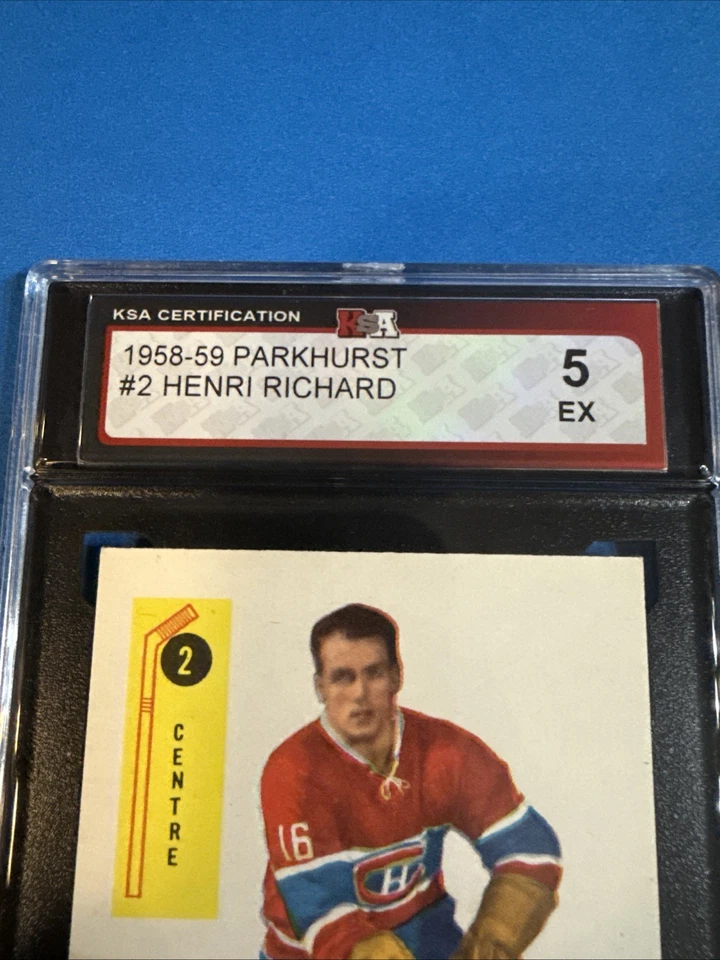 KSA CERTIFICATION
KSA
1958-59 PARKHURST
#2 HENRI RICHARD
5
EX
2
CENTRE
16
CH